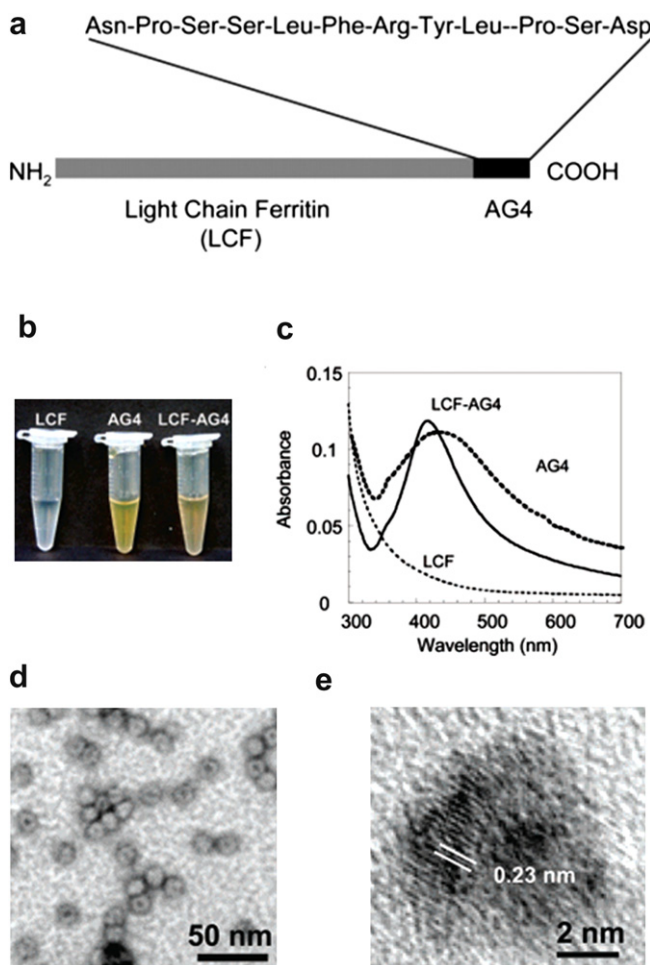 a
Asn-Pro-Ser-Ser-Leu-Phe-Arg-Tyr-Leu--Pro-Ser-Asp
NH2
COOH
Light Chain Ferritin
(LCF)
AG4
b
LCF AG4 LCF-AG4
c
0.15
0.1
0.05
0
Absorbance
LCF-AG4
AG4
LCF
300 400 500 600 700
Wavelength (nm)
d
50 nm
e
0.23 nm
2 nm